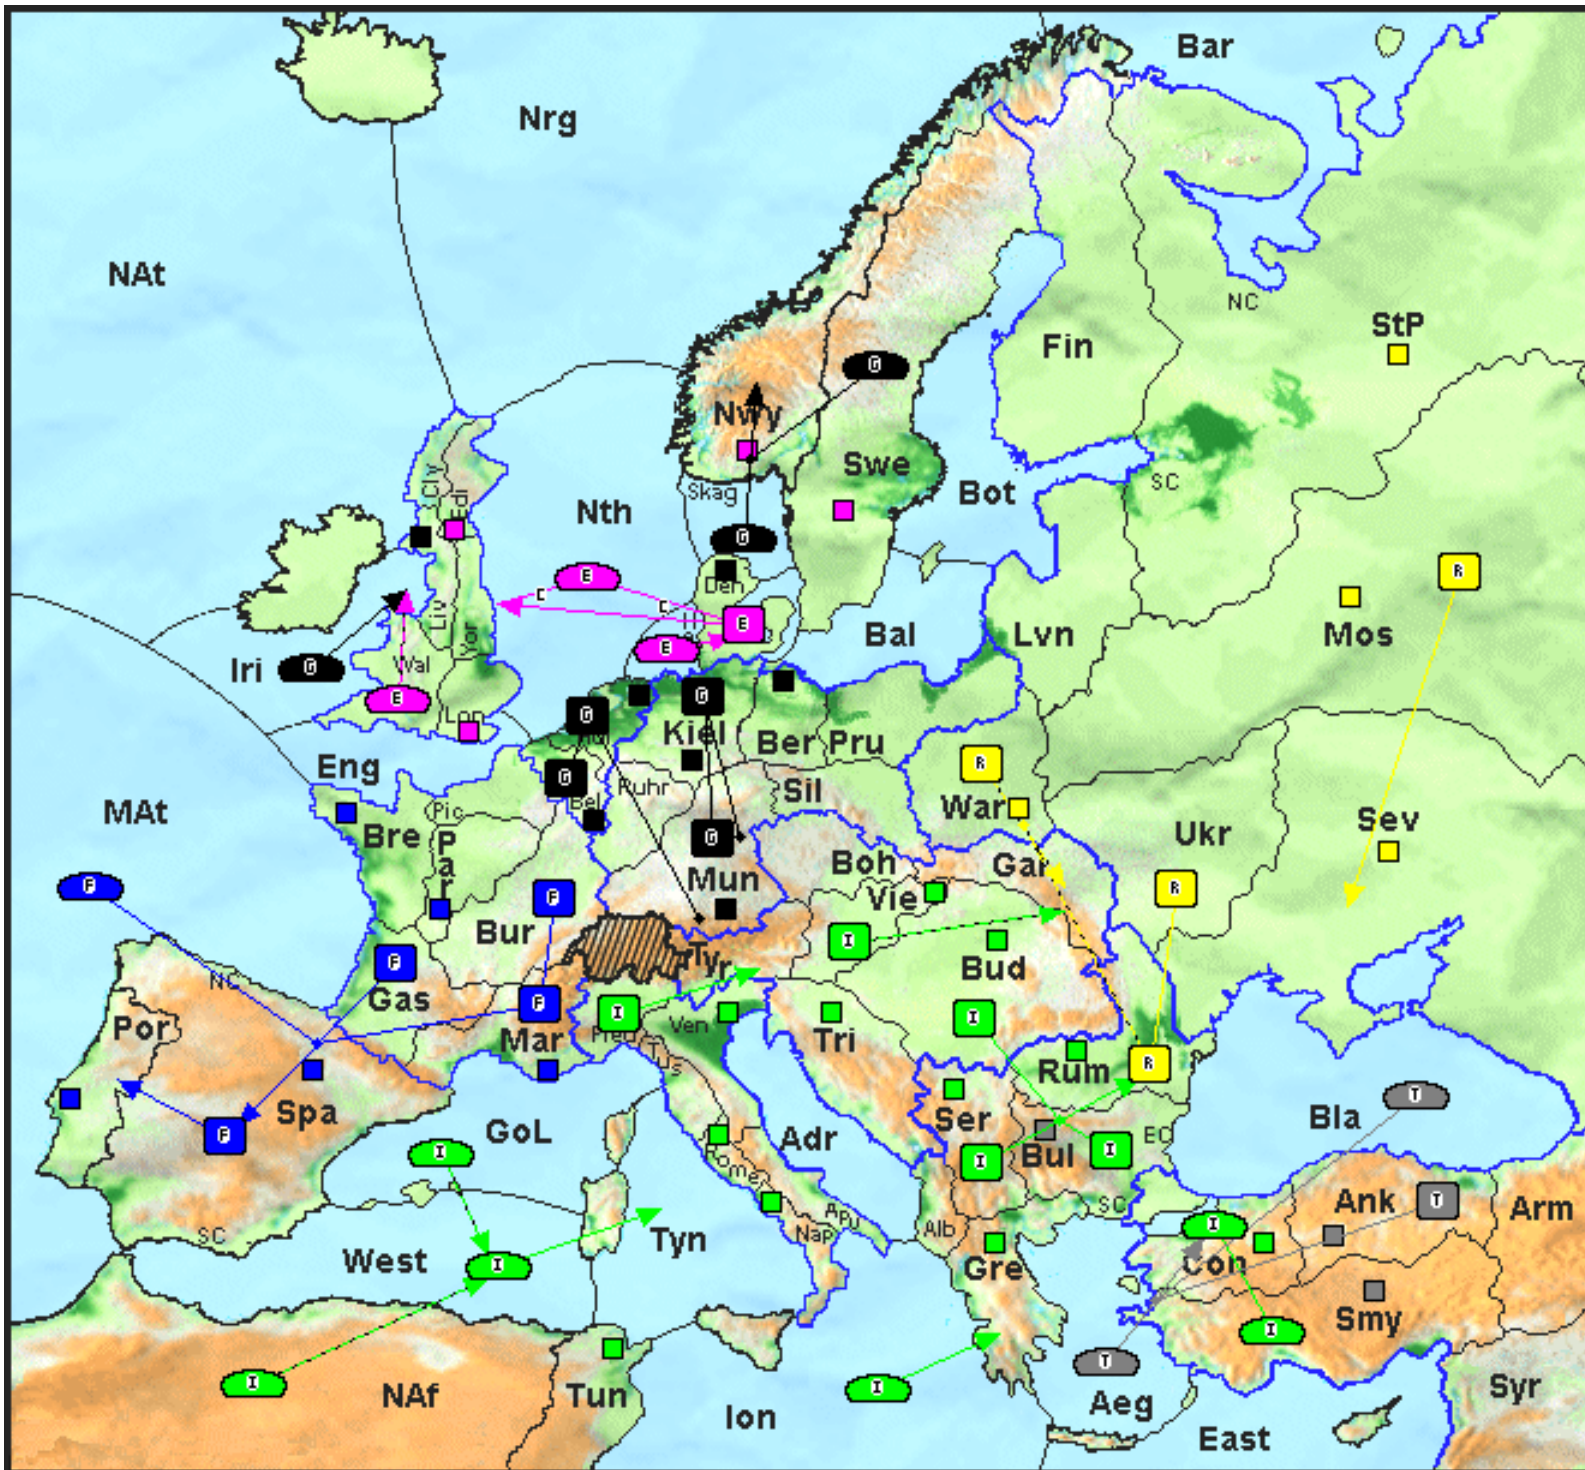 Bar
Nrg
NAt
NC
StP
Fin
G
Nwy
Swe
Skag
Bot
SC
Cly
Edl
Nth
G
E
R
C
C
Den
E
Mos
Lvn
Bal
Liv
Yor
Wal
Iri
G
E
E
G
G
Lon
Kiel
Ber
Pru
Eng
R
G
Ruhr
Sil
War
Bel
MAt
Pic
Bre
Par
G
Ukr
Sev
Boh
Gar
Mun
Vie
F
F
R
Bur
I
Bud
F
Tyr
NC
Gas
F
I
Ven
I
Por
Mar
Pied
Tri
Tus
Rum
R
Spa
Ser
T
Bla
GoL
Adr
F
Rome
EC
Bul
I
I
I
Ank
T
Arm
Apu
Nap
Alb
SC
SC
I
West
I
Tyn
Gre
Con
Smy
I
T
I
NAf
Tun
I
Syr
Ion
Aeg
East